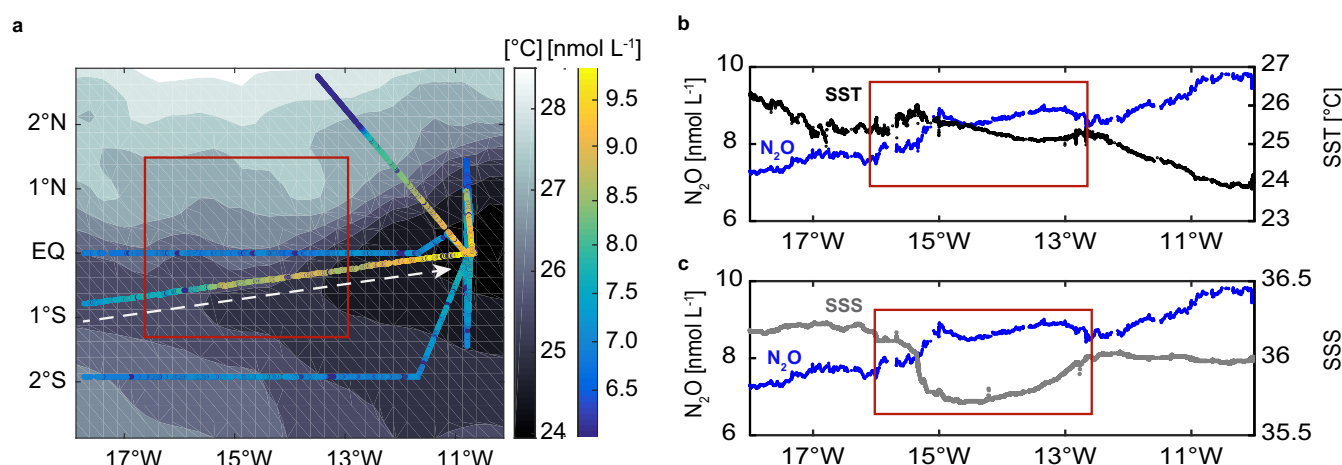 a
[°C] [nmol L⁻¹]
2°N
1°N
EQ
1°S
2°S
17°W 15°W 13°W 11°W
28
27
26
25
24
9.5
9.0
8.5
8.0
7.5
7.0
6.5
b
10
8
6
N₂O [nmol L⁻¹]
SST
N₂O
27
26
25
24
23
SST [°C]
17°W 15°W 13°W 11°W
c
10
8
6
N₂O [nmol L⁻¹]
SSS
N₂O
36.5
36
35.5
SSS
17°W 15°W 13°W 11°W